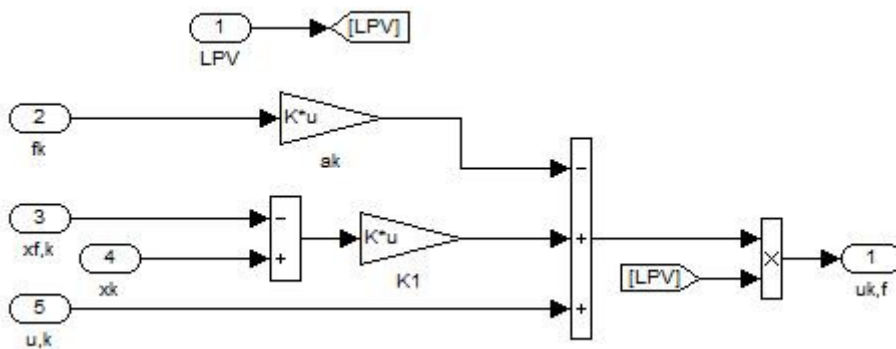 1
[LPV]
LPV
2
K*u
fk
ak
−
3
−
K*u
+
xf,k
4
+
xk
K1
[LPV]
×
1
uk,f
5
+
u,k